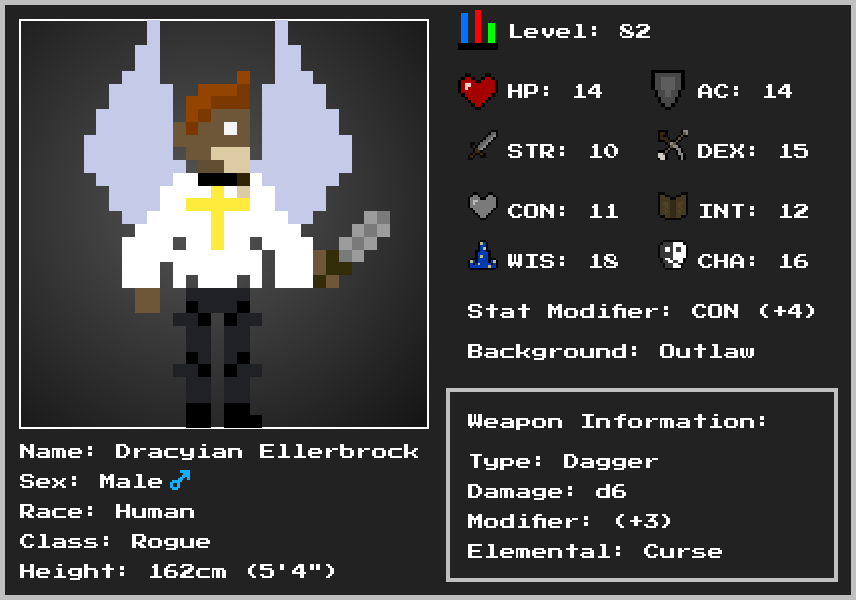 Level: 82
HP: 14
AC: 14
STR: 10
DEX: 15
CON: 11
INT: 12
WIS: 18
CHA: 16
Stat Modifier: CON (+4)
Background: Outlaw
Weapon Information:
Type: Dagger
Damage: d6
Modifier: (+3)
Elemental: Curse
Name: Dracyian Ellerbrock
Sex: Male♂
Race: Human
Class: Rogue
Height: 162cm (5'4")